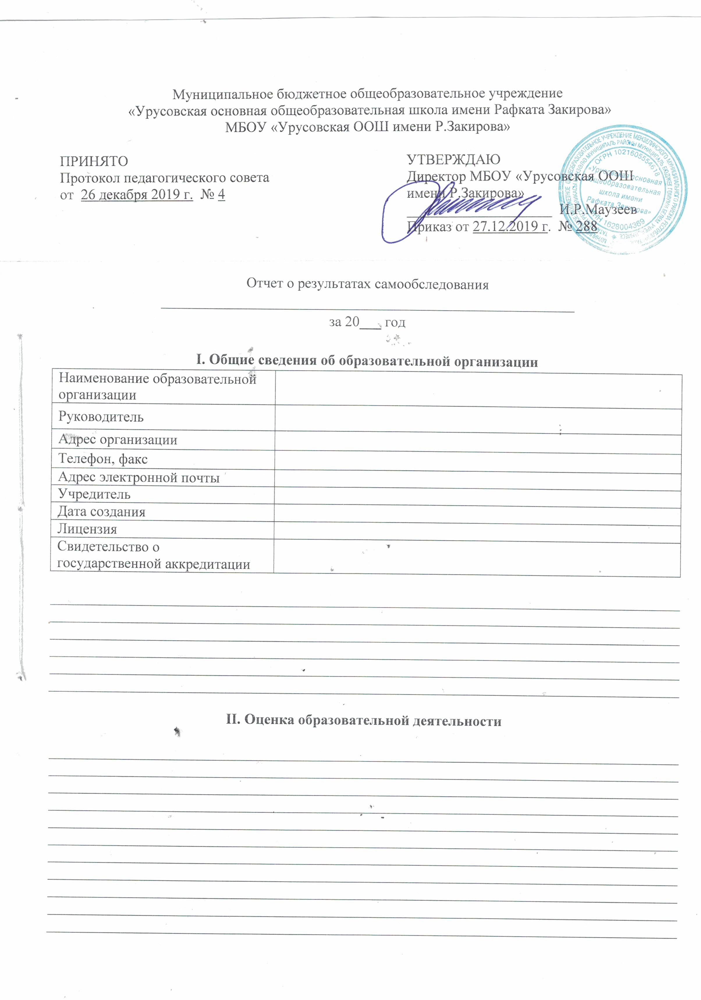 Муниципальное бюджетное общеобразовательное учреждение
«Урусовская основная общеобразовательная школа имени Рафката Закирова»
МБОУ «Урусовская ООШ имени Р.Закирова»
ПРИНЯТО
Протокол педагогического совета
от 26 декабря 2019 г. № 4
УТВЕРЖДАЮ
Директор МБОУ «Урусовская ООШ
имени Р.Закирова»
И.Р.Маузеев
Приказ от 27.12.2019 г. № 288
ОГРН 1021605554618
«Урусовская основная
общеобразовательная
школа имени
Рафката Закирова»
ИНН 1628004369
Отчет о результатах самообследования
за 20___ год
I. Общие сведения об образовательной организации
Наименование образовательной
организации
Руководитель
Адрес организации
Телефон, факс
Адрес электронной почты
Учредитель
Дата создания
Лицензия
Свидетельство о
государственной аккредитации
II. Оценка образовательной деятельности